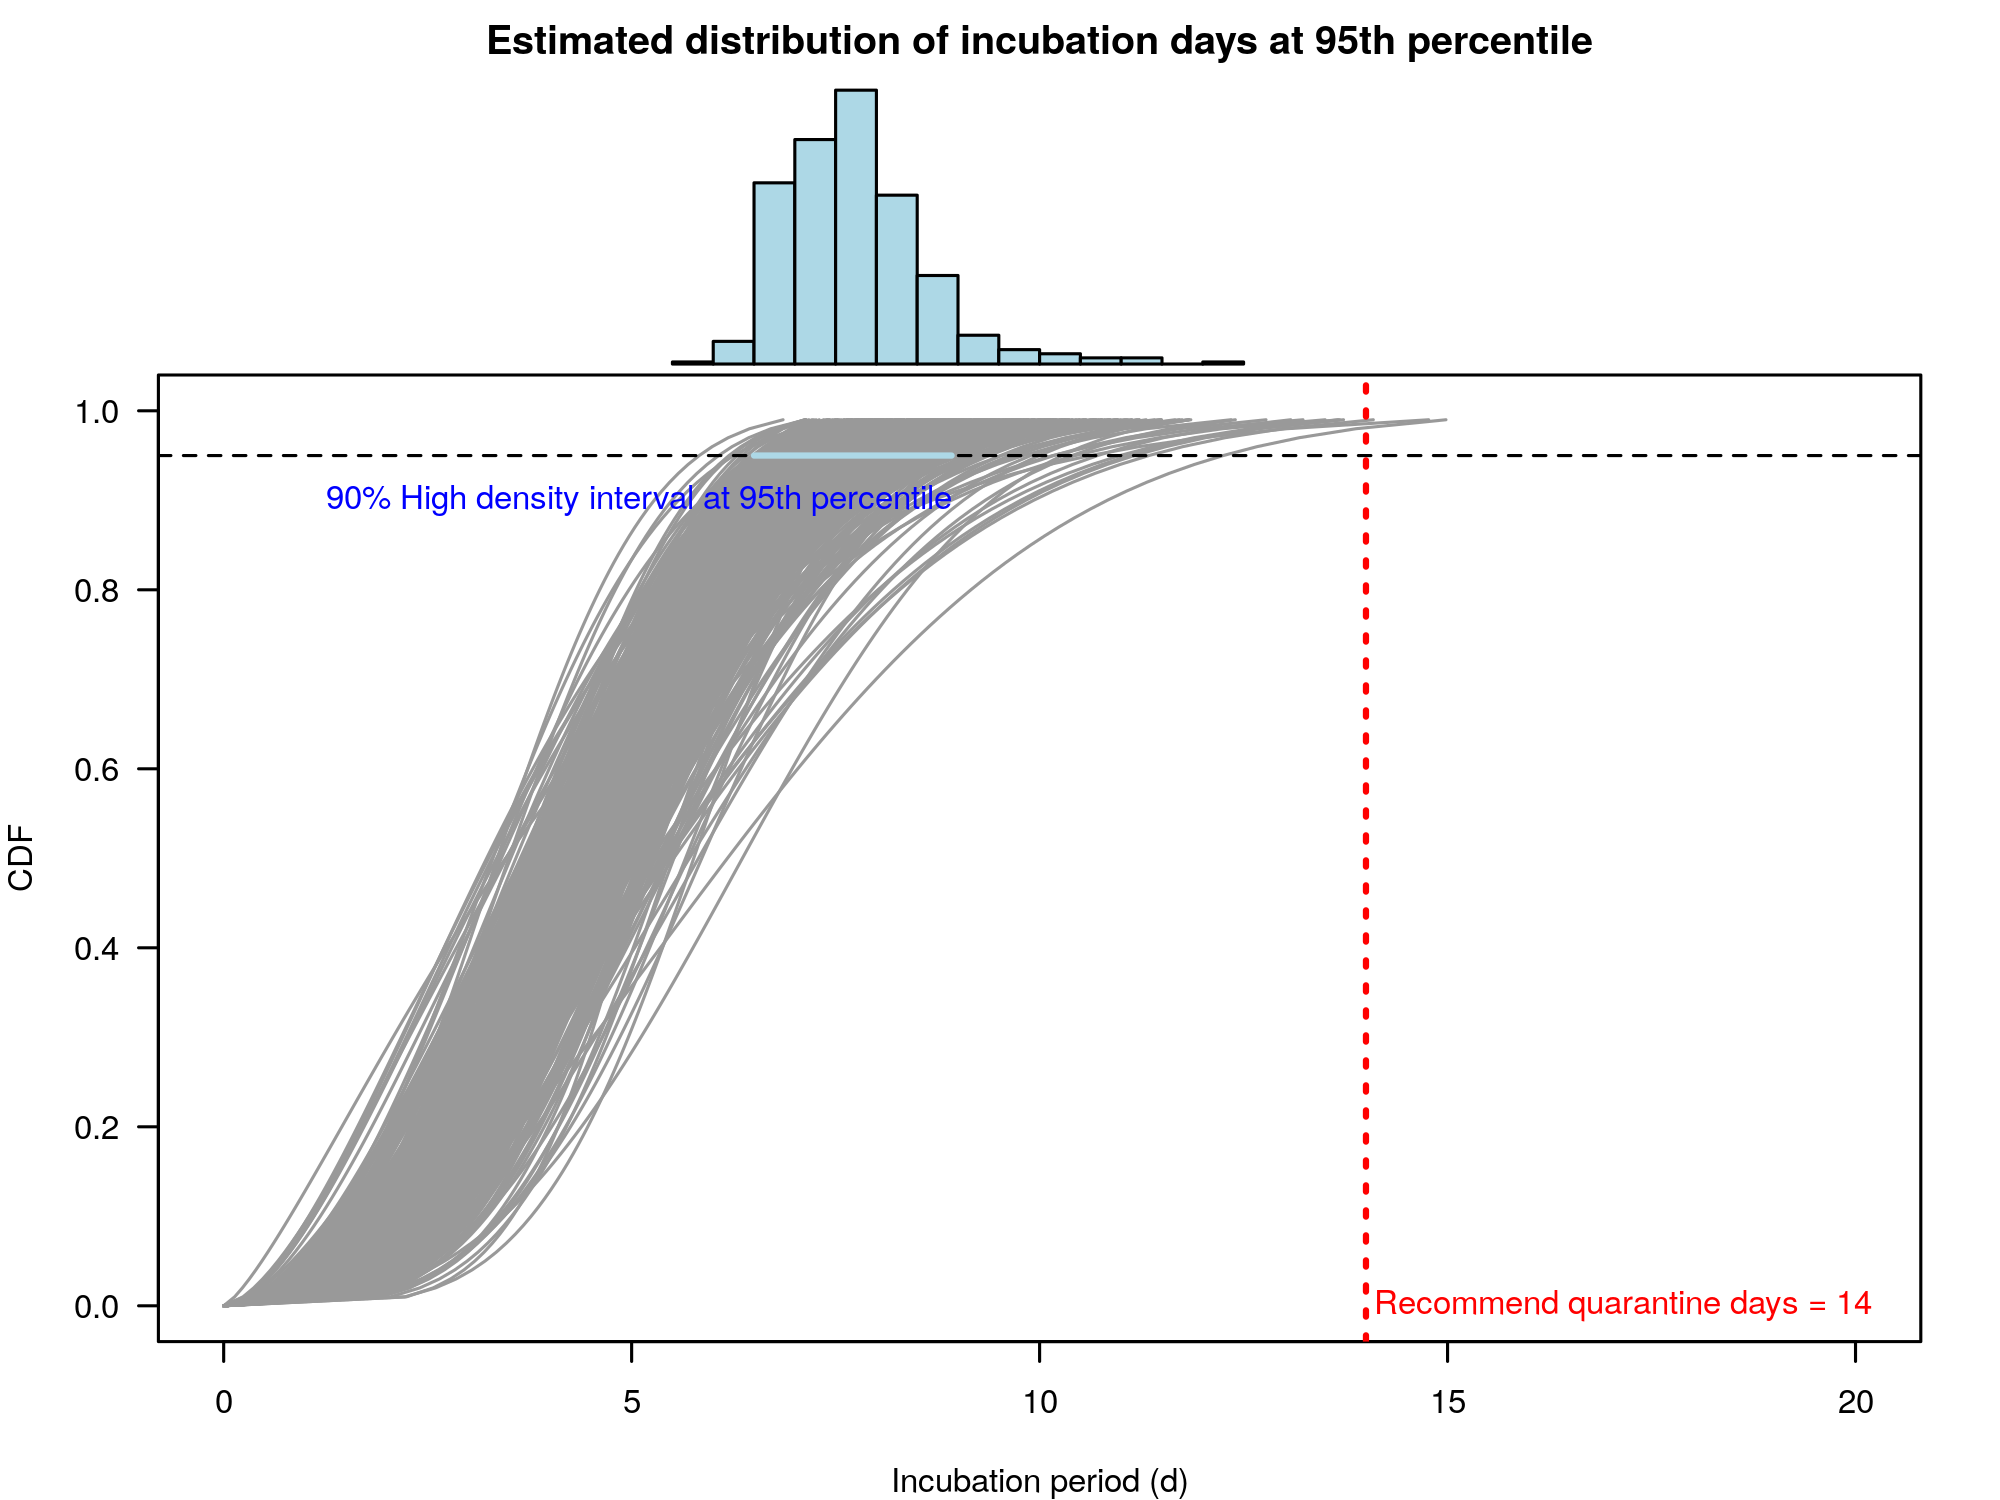 Estimated distribution of incubation days at 95th percentile
1.0
90% High density interval at 95th percentile
0.8
0.6
CDF
0.4
0.2
0.0
Recommend quarantine days = 14
0 5 10 15 20
Incubation period (d)